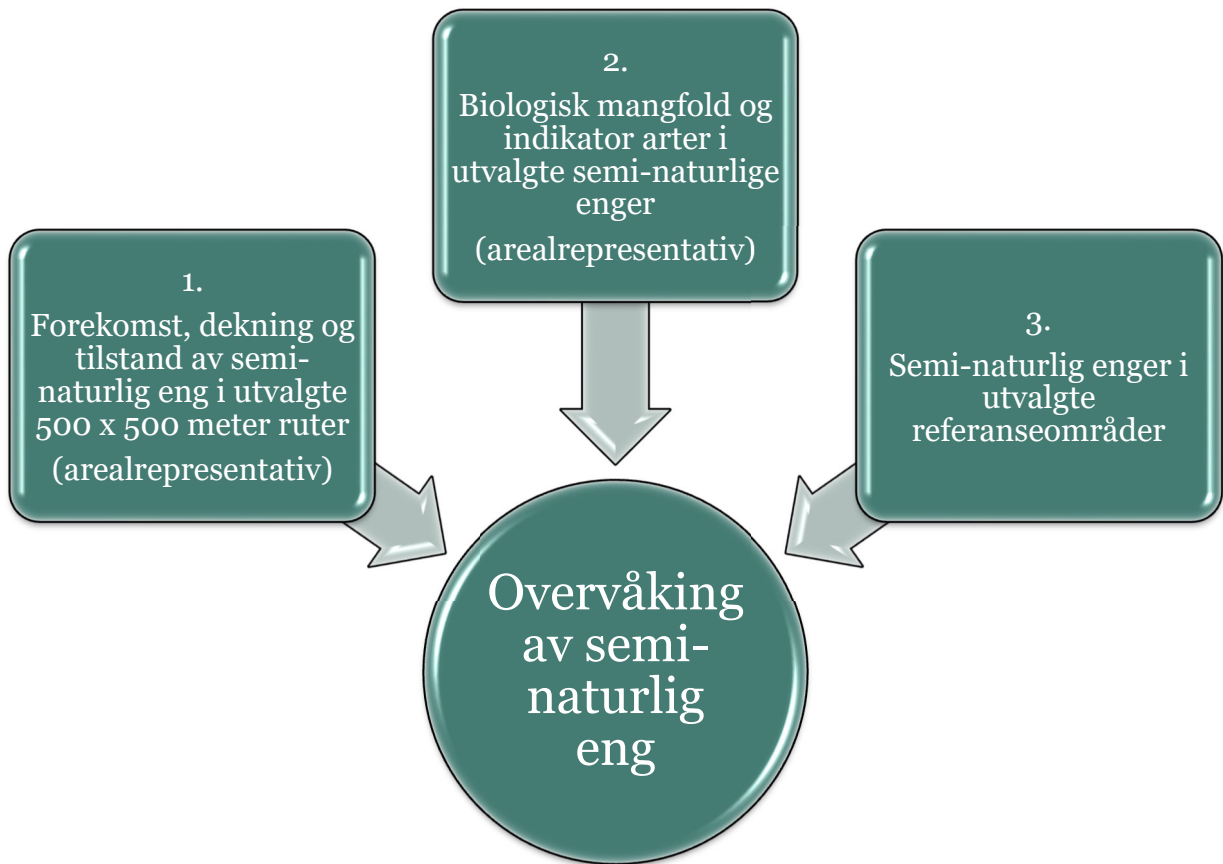 1.
Forekomst, dekning og
tilstand av semi-
naturlig eng i utvalgte
500 x 500 meter ruter
(arealrepresentativ)
2.
Biologisk mangfold og
indikator arter i
utvalgte semi-naturlige
enger
(arealrepresentativ)
3.
Semi-naturlig enger i
utvalgte
referanseområder
Overvåking
av semi-
naturlig
eng